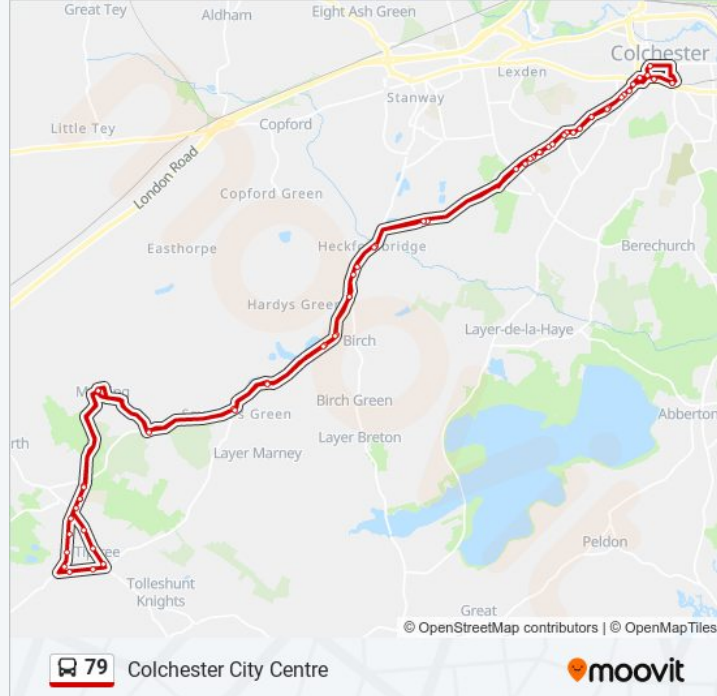 Great Tey
Aldham
Eight Ash Green
Colchester
Lexden
Stanway
Little Tey
Copford
London Road
Copford Green
Easthorpe
Heckfordbridge
Berechurch
Hardys Green
Layer-de-la-Haye
Birch
Birch Green
Abberton
Green
Layer Breton
Layer Marney
Peldon
Tolleshunt
Knights
Great
© OpenStreetMap contributors | © OpenMapTiles
79 Colchester City Centre
moovit